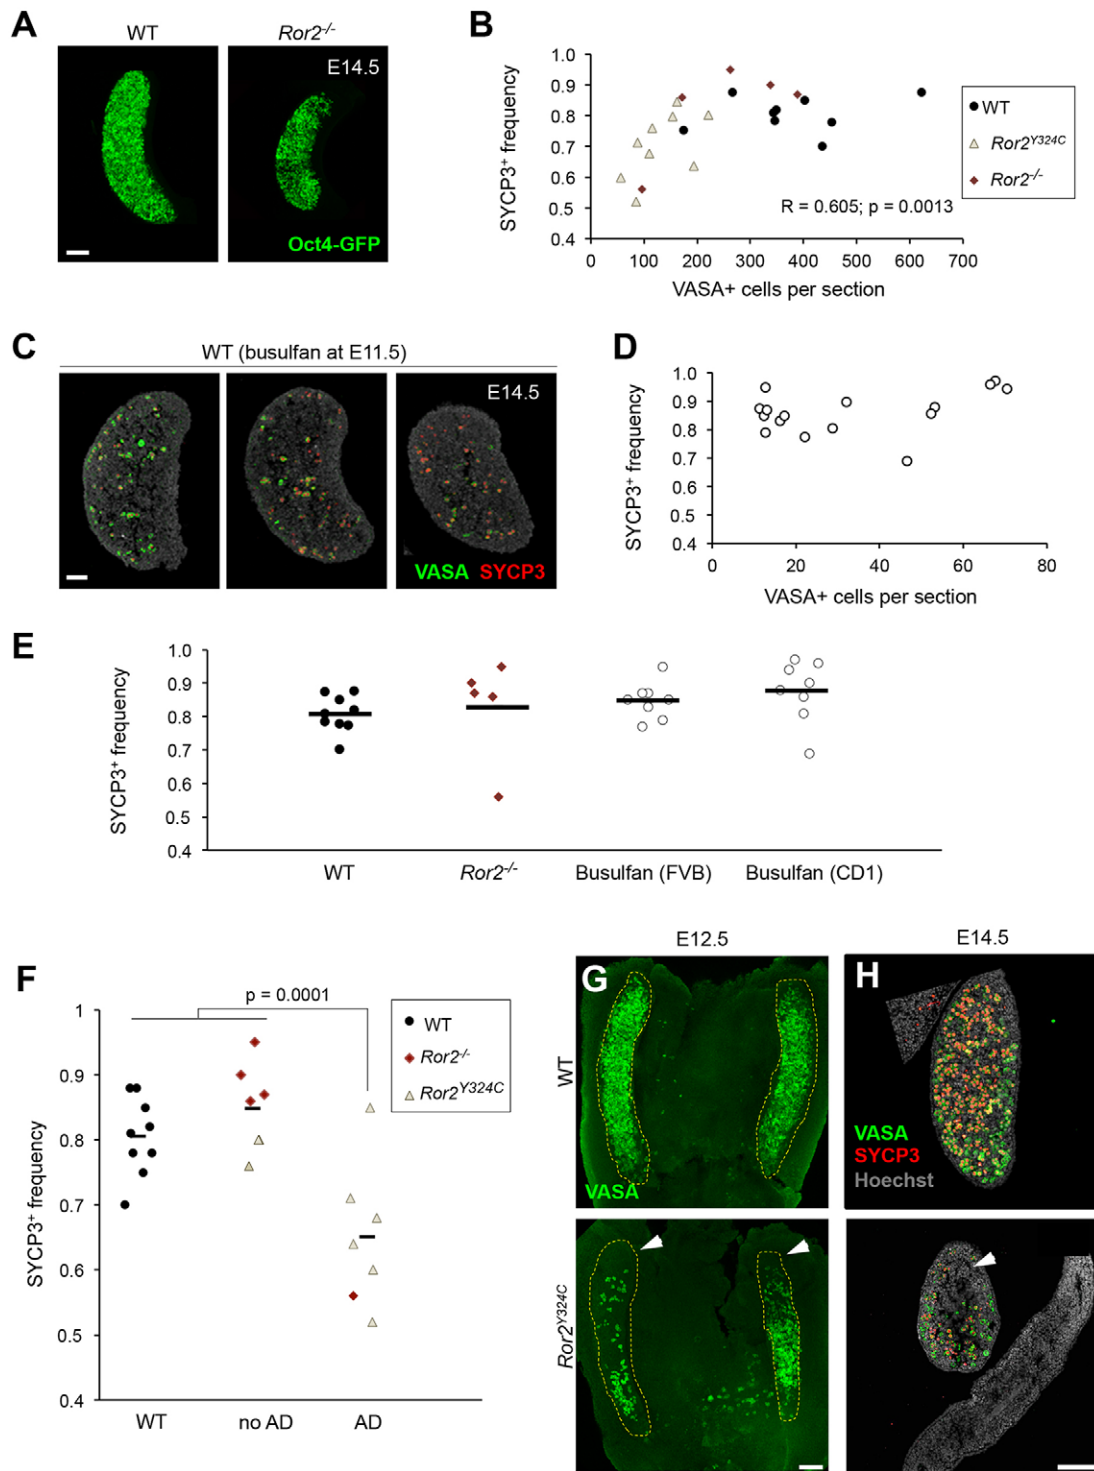 A
WT
Ror2-/-
E14.5
Oct4-GFP
B
SYCP3+ frequency
1.0
0.9
0.8
0.7
0.6
0.5
0.4
0
100
200
300
400
500
600
700
VASA+ cells per section
R = 0.605; p = 0.0013
WT
Ror2Y324C
Ror2-/-
C
WT (busulfan at E11.5)
E14.5
VASA SYCP3
D
SYCP3+ frequency
1.0
0.9
0.8
0.7
0.6
0.5
0.4
0
20
40
60
80
VASA+ cells per section
E
SYCP3+ frequency
1.0
0.9
0.8
0.7
0.6
0.5
0.4
WT
Ror2-/-
Busulfan (FVB)
Busulfan (CD1)
F
SYCP3+ frequency
1
0.9
0.8
0.7
0.6
0.5
0.4
p = 0.0001
WT
Ror2-/-
Ror2Y324C
WT
no AD
AD
E12.5
G
WT
VASA
Ror2Y324C
E14.5
H
VASA
SYCP3
Hoechst